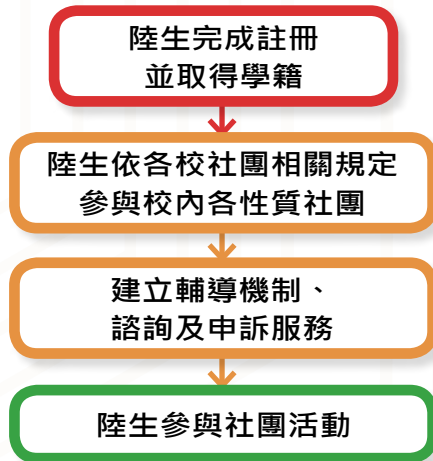 陸生完成註冊
並取得學籍
陸生依各校社團相關規定
參與校內各性質社團
建立輔導機制、
諮詢及申訴服務
陸生參與社團活動